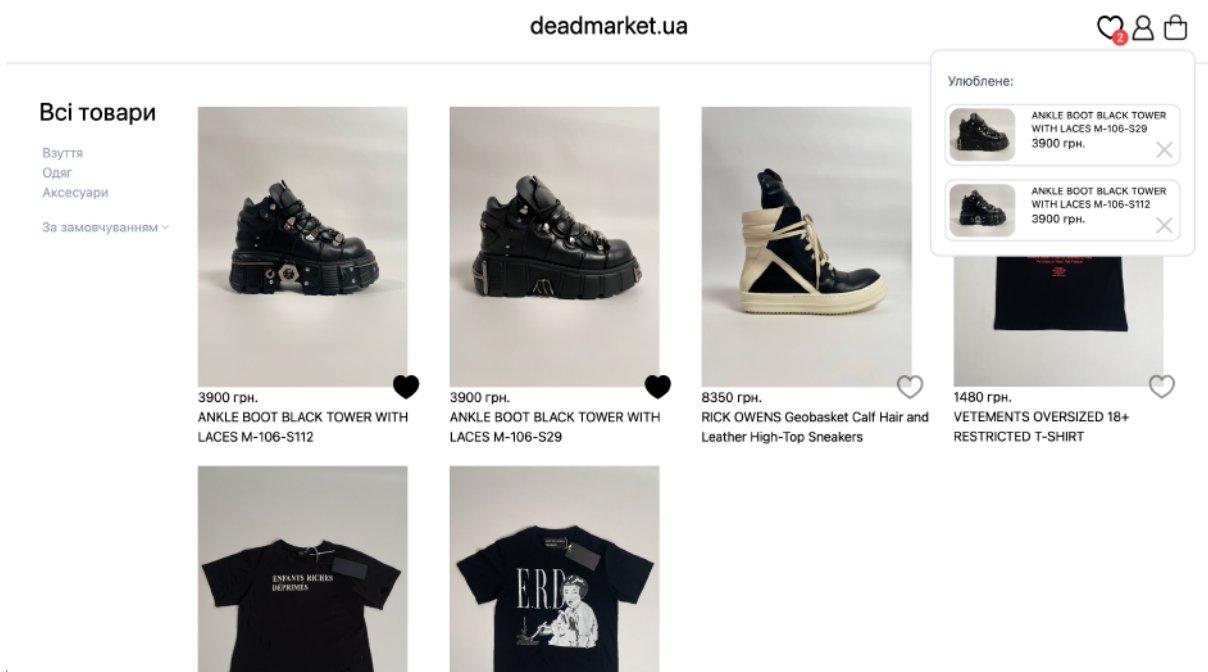 deadmarket.ua
2
Улюблене:
ANKLE BOOT BLACK TOWER
WITH LACES M-106-S29
3900 грн.
ANKLE BOOT BLACK TOWER
WITH LACES M-106-S112
3900 грн.
Всі товари
Взуття
Одяг
Аксесуари
За замовчуванням
3900 грн.
ANKLE BOOT BLACK TOWER WITH
LACES M-106-S112
3900 грн.
ANKLE BOOT BLACK TOWER WITH
LACES M-106-S29
8350 грн.
RICK OWENS Geobasket Calf Hair and
Leather High-Top Sneakers
1480 грн.
VETEMENTS OVERSIZED 18+
RESTRICTED T-SHIRT
ENFANTS RICHES
DÉPRIMÉS
E.R.D